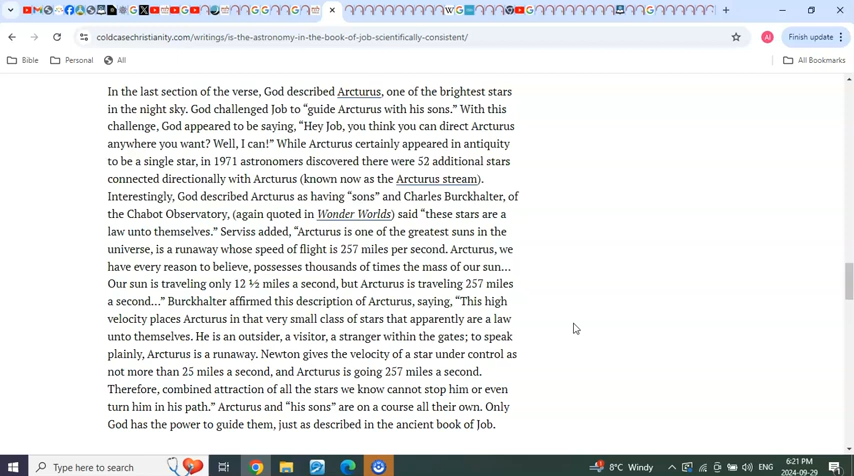 coldcasechristianity.com/writings/is-the-astronomy-in-the-book-of-job-scientifically-consistent/
AI
Finish update
Bible
Personal
All
All Bookmarks
In the last section of the verse, God described Arcturus, one of the brightest stars
in the night sky. God challenged Job to “guide Arcturus with his sons.” With this
challenge, God appeared to be saying, “Hey Job, you think you can direct Arcturus
anywhere you want? Well, I can!” While Arcturus certainly appeared in antiquity
to be a single star, in 1971 astronomers discovered there were 52 additional stars
connected directionally with Arcturus (known now as the Arcturus stream).
Interestingly, God described Arcturus as having “sons” and Charles Burckhalter, of
the Chabot Observatory, (again quoted in Wonder Worlds) said “these stars are a
law unto themselves.” Serviss added, “Arcturus is one of the greatest suns in the
universe, is a runaway whose speed of flight is 257 miles per second. Arcturus, we
have every reason to believe, possesses thousands of times the mass of our sun…
Our sun is traveling only 12 ½ miles a second, but Arcturus is traveling 257 miles
a second…” Burckhalter affirmed this description of Arcturus, saying, “This high
velocity places Arcturus in that very small class of stars that apparently are a law
unto themselves. He is an outsider, a visitor, a stranger within the gates; to speak
plainly, Arcturus is a runaway. Newton gives the velocity of a star under control as
not more than 25 miles a second, and Arcturus is going 257 miles a second.
Therefore, combined attraction of all the stars we know cannot stop him or even
turn him in his path.” Arcturus and “his sons” are on a course all their own. Only
God has the power to guide them, just as described in the ancient book of Job.
Type here to search
8°C Windy
ENG
6:21 PM
2024-09-29